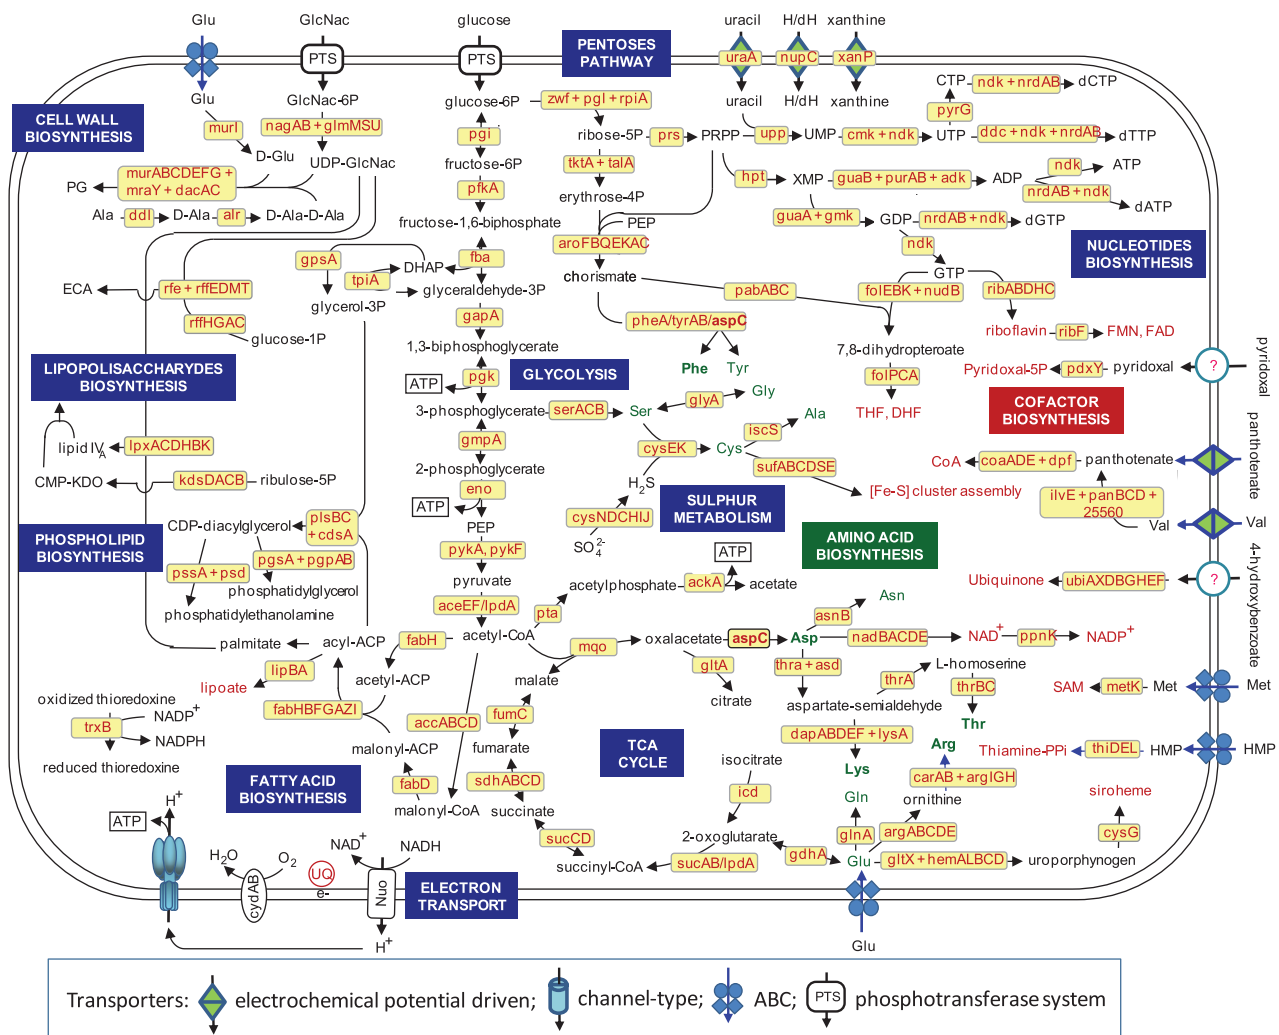 Glu
GlcNac
glucose
uracil
H/dH
xanthine
PTS
PTS
PENTOSES
PATHWAY
uraA
nupC
xanP
Glu
GlcNac-6P
glucose-6P
zwf + pgl + rpiA
uracil
H/dH
xanthine
CTP
ndk + nrdAB
dCTP
pyrG
CELL WALL
BIOSYNTHESIS
murI
nagAB + glmMSU
pgi
ribose-5P
prs
PRPP
upp
UMP
cmk + ndk
UTP
ddc + ndk + nrdAB
dTTP
D-Glu
UDP-GlcNac
fructose-6P
tktA + talA
ndk
ATP
PG
murABCDEFG +
mraY + dacAC
pfkA
erythrose-4P
hpt
XMP
guaB + purAB + adk
ADP
nrdAB + ndk
dATP
Ala
ddl
D-Ala
alr
D-Ala-D-Ala
fructose-1,6-biphosphate
PEP
guaA + gmk
GDP
nrdAB + ndk
dGTP
aroFBQEKAC
ndk
NUCLEOTIDES
BIOSYNTHESIS
gpsA
DHAP
fba
chorismate
GTP
tpiA
ECA
rfe + rffEDMT
glycerol-3P
glyceraldehyde-3P
pabABC
folEBK + nudB
ribABDHC
rffHGAC
glucose-1P
gapA
pheA/tyrAB/aspC
riboflavin
ribF
FMN, FAD
1,3-biphosphoglycerate
7,8-dihydropteroate
LIPOPOLISACCHARYDES
BIOSYNTHESIS
ATP
pgk
GLYCOLYSIS
Phe
Tyr
folPCA
Pyridoxal-5P
pdxY
pyridoxal
?
pyridoxal
Gly
3-phosphoglycerate
serACB
Ser
glyA
Ala
THF, DHF
COFACTOR
BIOSYNTHESIS
lipid IVA
lpxACDHBK
gmpA
cysEK
Cys
iscS
CoA
coaADE + dpf
panthotenate
panthotenate
CMP-KDO
kdsDACB
ribulose-5P
2-phosphoglycerate
H2S
sufABCDSE
[Fe-S] cluster assembly
ilvE + panBCD +
25560
ATP
eno
SULPHUR
METABOLISM
PHOSPHOLIPID
BIOSYNTHESIS
CDP-diacylglycerol
plsBC
+ cdsA
PEP
cysNDCHIJ
AMINO ACID
BIOSYNTHESIS
Val
Val
pykA, pykF
SO42-
ATP
pssA + psd
pgsA + pgpAB
pyruvate
acetylphosphate
ackA
acetate
Ubiquinone
ubiAXDBGHEF
?
4-hydroxybenzoate
phosphatidylglycerol
aceEF/lpdA
pta
Asn
phosphatidylethanolamine
asnB
palmitate
acyl-ACP
fabH
acetyl-CoA
mqo
oxalacetate
aspC
Asp
nadBACDE
NAD+
ppnK
NADP+
lipBA
gltA
thra + asd
L-homoserine
lipoate
acetyl-ACP
malate
citrate
thrA
thrBC
SAM
metK
Met
Met
oxidized thioredoxine
NADP+
fabHBFGAZI
accABCD
fumC
aspartate-semialdehyde
Thr
trxB
NADPH
malonyl-ACP
fumarate
TCA
CYCLE
dapABDEF + lysA
Arg
Thiamine-PPi
thiDEL
HMP
HMP
reduced thioredoxine
FATTY ACID
BIOSYNTHESIS
fabD
sdhABCD
isocitrate
Lys
carAB + argIGH
malonyl-CoA
succinate
icd
Gln
ornithine
siroheme
H+
ATP
NAD+
NADH
sucCD
2-oxoglutarate
glnA
argABCDE
cysG
H2O
O2
succinyl-CoA
sucAB/lpdA
gdhA
Glu
gltX + hemALBCD
uroporphynogen
cydAB
UQ
e-
Nuo
ELECTRON
TRANSPORT
H+
Glu
Transporters:
electrochemical potential driven;
channel-type;
ABC;
PTS
phosphotransferase system